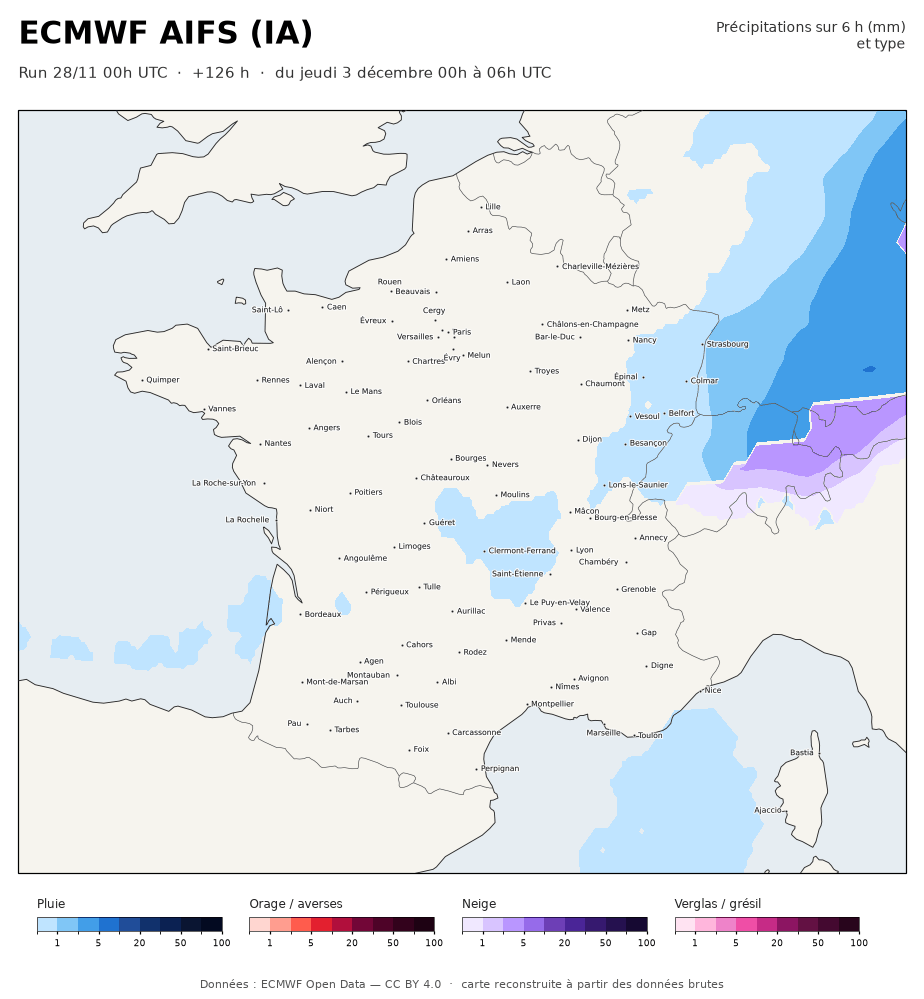 ECMWF AIFS (IA)
Précipitations sur 6 h (mm)
et type
Run 28/11 00h UTC · +126 h · du jeudi 3 décembre 00h à 06h UTC
Lille
Arras
Amiens
Charleville-Mézières
Rouen
Laon
Beauvais
Saint-Lô
Caen
Cergy
Metz
Évreux
Châlons-en-Champagne
Versailles
Paris
Bar-le-Duc
Nancy
Strasbourg
Saint-Brieuc
Évry
Melun
Alençon
Chartres
Troyes
Épinal
Quimper
Rennes
Laval
Chaumont
Colmar
Le Mans
Orléans
Vannes
Auxerre
Vesoul
Belfort
Blois
Angers
Tours
Dijon
Besançon
Nantes
Bourges
Nevers
Châteauroux
La Roche-sur-Yon
Lons-le-Saunier
Poitiers
Moulins
Niort
Mâcon
La Rochelle
Guéret
Bourg-en-Bresse
Annecy
Limoges
Clermont-Ferrand
Lyon
Angoulême
Chambéry
Saint-Étienne
Tulle
Périgueux
Grenoble
Le Puy-en-Velay
Bordeaux
Aurillac
Valence
Privas
Gap
Mende
Cahors
Rodez
Agen
Digne
Montauban
Mont-de-Marsan
Albi
Avignon
Nîmes
Nice
Auch
Toulouse
Montpellier
Pau
Tarbes
Carcassonne
Marseille
Toulon
Foix
Bastia
Perpignan
Ajaccio
Pluie
Orage / averses
Neige
Verglas / grésil
1 5 20 50 100
1 5 20 50 100
1 5 20 50 100
1 5 20 50 100
Données : ECMWF Open Data — CC BY 4.0 · carte reconstruite à partir des données brutes